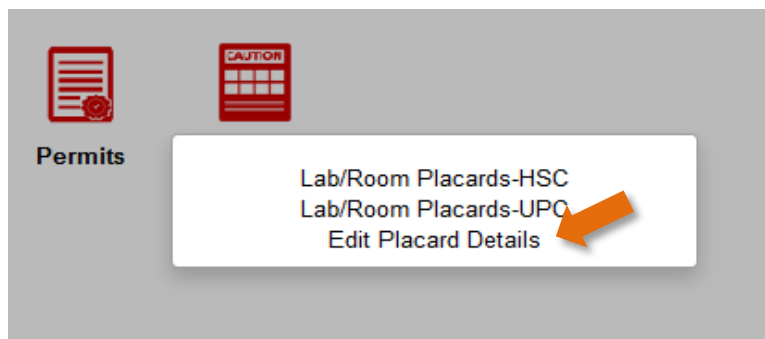 CAUTION
Permits
Lab/Room Placards-HSC
Lab/Room Placards-UPC
Edit Placard Details